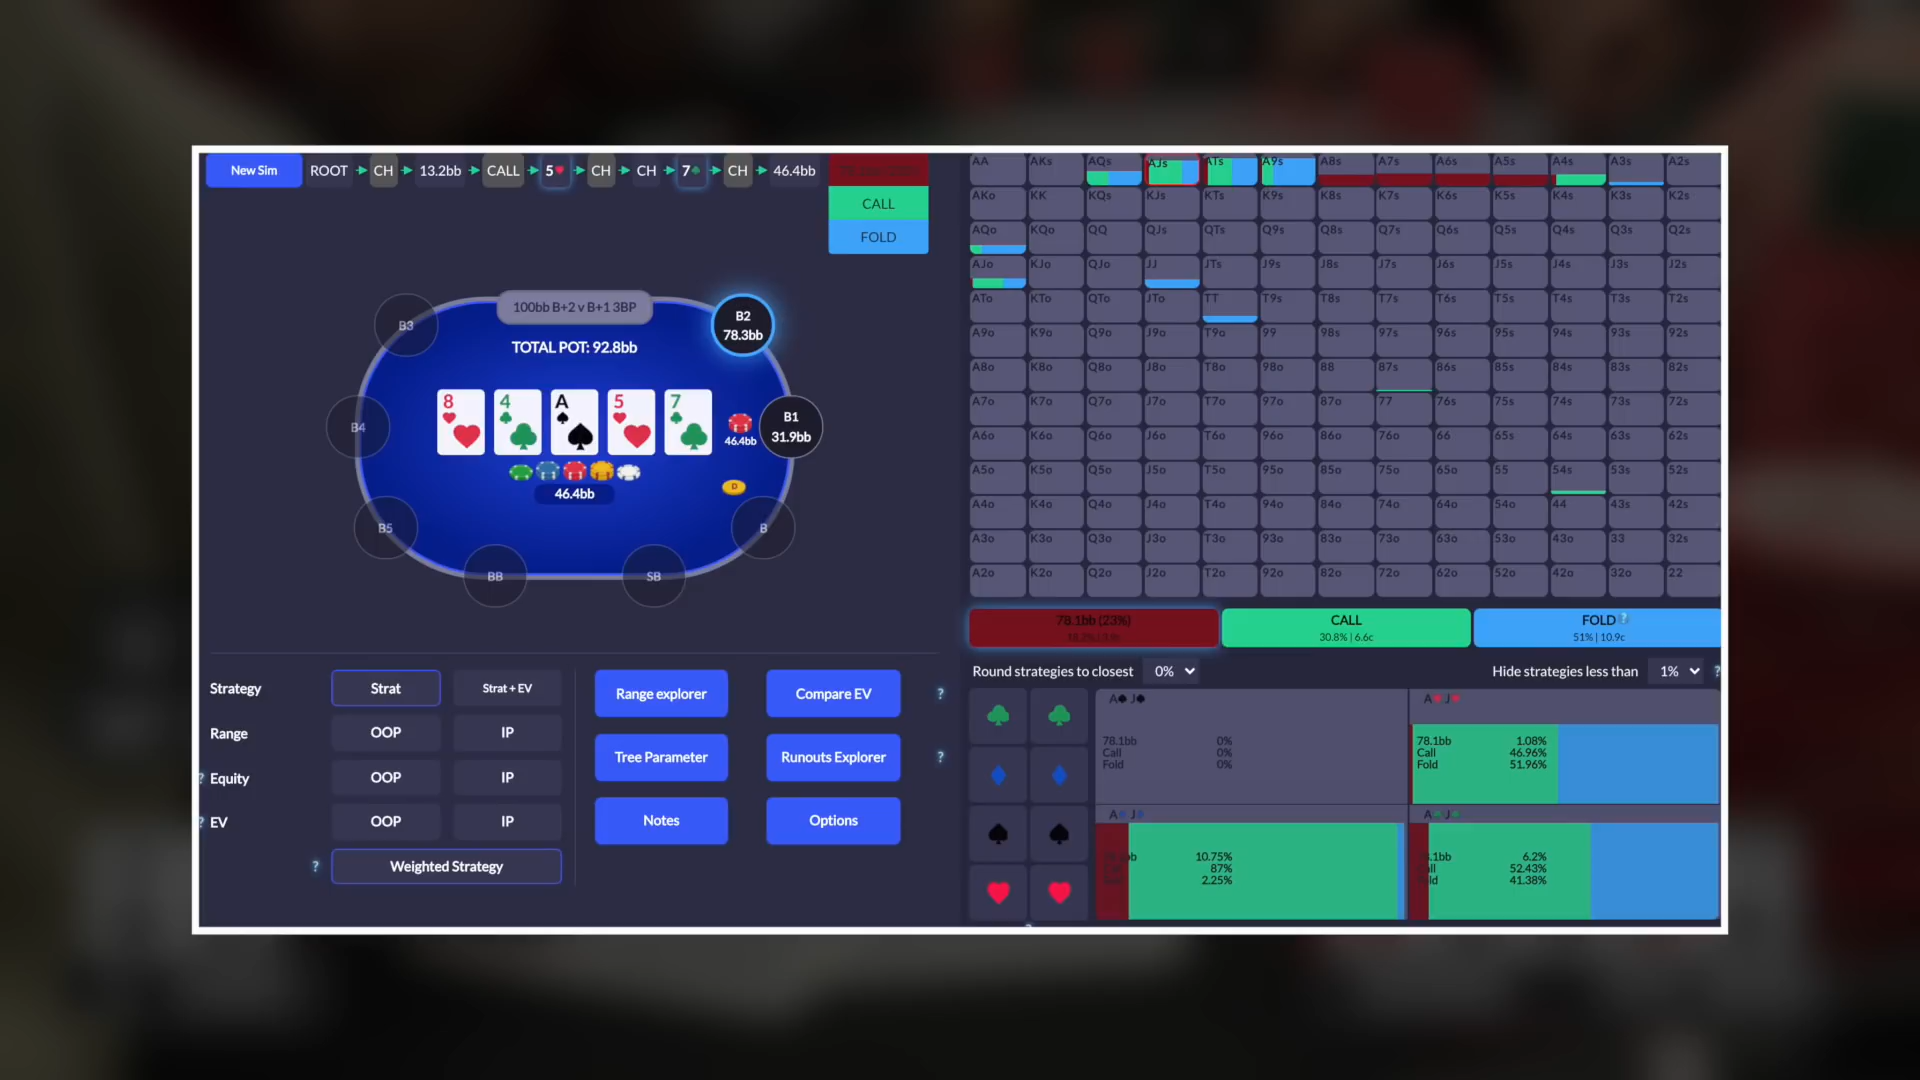 New Sim ROOT CH 13.2bb CALL 5♥ CH CH 7♣ CH 46.4bb
CALL
FOLD
100bb B+2 v B+1 3BP
TOTAL POT: 92.8bb
B3
B2
78.3bb
B4
8 4 A 5 7
46.4bb
B1
31.9bb
46.4bb
D
B5
B
BB
SB
Strategy Strat Strat + EV
Range OOP IP
? Equity OOP IP
? EV OOP IP
? Weighted Strategy
Range explorer Compare EV ?
Tree Parameter Runouts Explorer ?
Notes Options
AA AKs AQs AJs ATs A9s A8s A7s A6s A5s A4s A3s A2s
AKo KK KQs KJs KTs K9s K8s K7s K6s K5s K4s K3s K2s
AQo KQo QQ QJs QTs Q9s Q8s Q7s Q6s Q5s Q4s Q3s Q2s
AJo KJo QJo JJ JTs J9s J8s J7s J6s J5s J4s J3s J2s
ATo KTo QTo JTo TT T9s T8s T7s T6s T5s T4s T3s T2s
A9o K9o Q9o J9o T9o 99 98s 97s 96s 95s 94s 93s 92s
A8o K8o Q8o J8o T8o 98o 88 87s 86s 85s 84s 83s 82s
A7o K7o Q7o J7o T7o 97o 87o 77 76s 75s 74s 73s 72s
A6o K6o Q6o J6o T6o 96o 86o 76o 66 65s 64s 63s 62s
A5o K5o Q5o J5o T5o 95o 85o 75o 65o 55 54s 53s 52s
A4o K4o Q4o J4o T4o 94o 84o 74o 64o 54o 44 43s 42s
A3o K3o Q3o J3o T3o 93o 83o 73o 63o 53o 43o 33 32s
A2o K2o Q2o J2o T2o 92o 82o 72o 62o 52o 42o 32o 22
78.1bb (23%)
CALL
30.8% | 6.6c
FOLD ?
51% | 10.9c
Round strategies to closest 0%
Hide strategies less than 1% ?
A♠ J♠
78.1bb 0%
Call 0%
Fold 0%
A♥ J♥
78.1bb 1.08%
Call 46.96%
Fold 51.96%
A♦ J♦
10.75%
87%
2.25%
A♣ J♣
6.2%
52.43%
41.38%